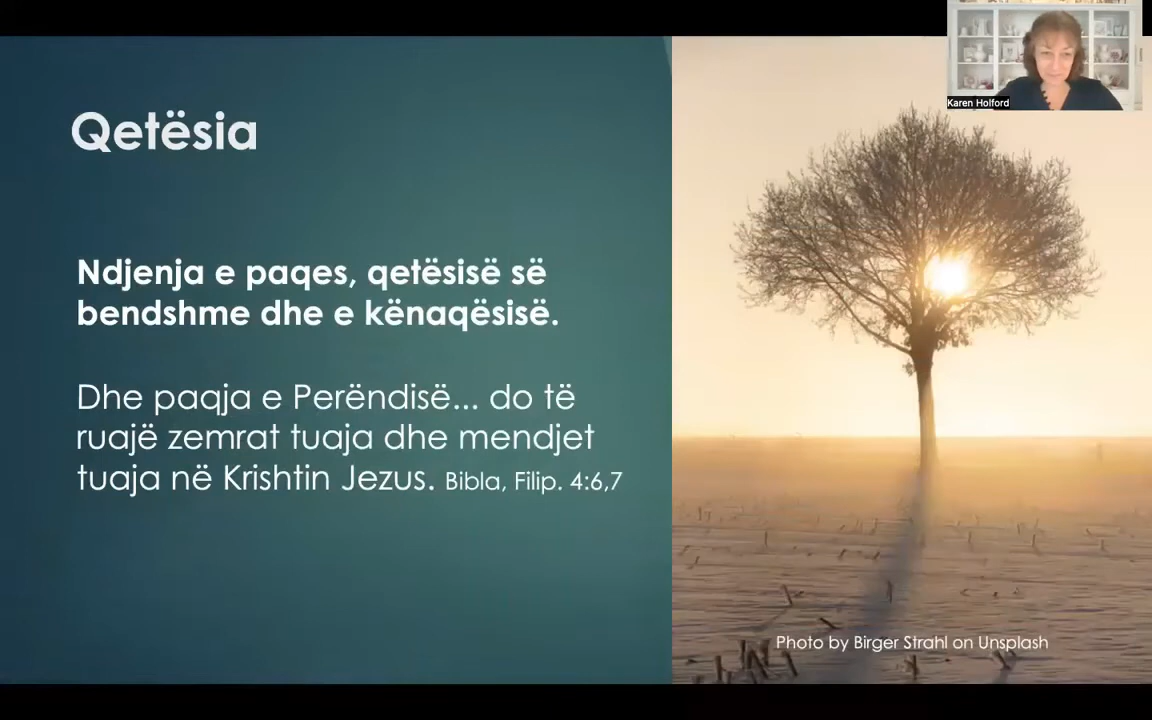 Karen Holford
Qetësia
Ndjenja e paqes, qetësisë së
bendshme dhe e kënaqësisë.
Dhe paqja e Perëndisë... do të
ruajë zemrat tuaja dhe mendjet
tuaja në Krishtin Jezus. Bibla, Filip. 4:6,7
Photo by Birger Strahl on Unsplash